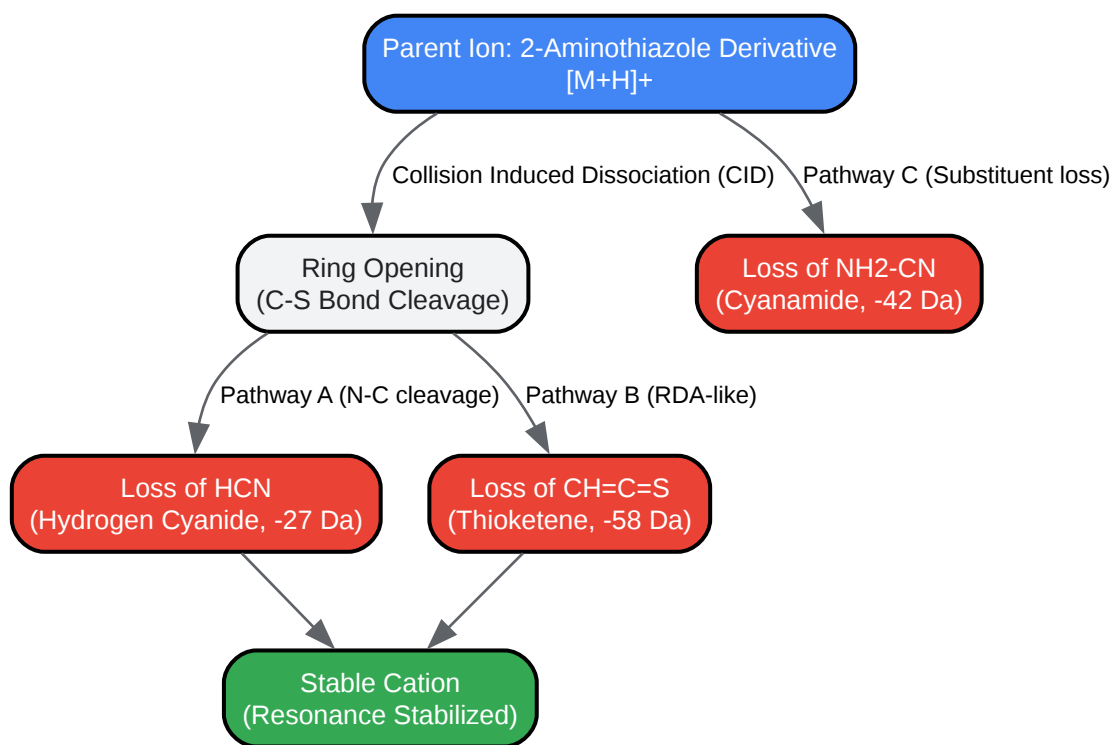 Parent Ion: 2-Aminothiazole Derivative
[M+H]+
Collision Induced Dissociation (CID)
Pathway C (Substituent loss)
Ring Opening
(C-S Bond Cleavage)
Loss of NH2-CN
(Cyanamide, -42 Da)
Pathway A (N-C cleavage)
Pathway B (RDA-like)
Loss of HCN
(Hydrogen Cyanide, -27 Da)
Loss of CH=C=S
(Thioketene, -58 Da)
Stable Cation
(Resonance Stabilized)